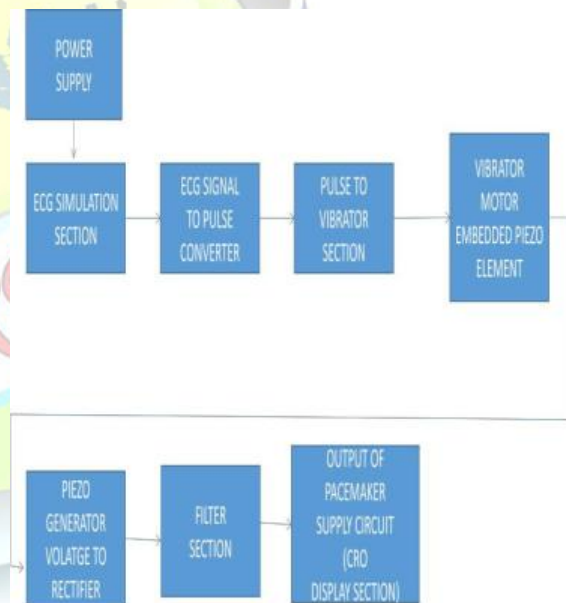 POWER
SUPPLY
ECG SIMULATION
SECTION
ECG SIGNAL
TO PULSE
CONVERTER
PULSE TO
VIBRATOR
SECTION
VIBRATOR
MOTOR
EMBEDDED PIEZO
ELEMENT
PIEZO
GENERATOR
VOLATGE TO
RECTIFIER
FILTER
SECTION
OUTPUT OF
PACEMAKER
SUPPLY CIRCUIT
(CRO
DISPLAY SECTION)